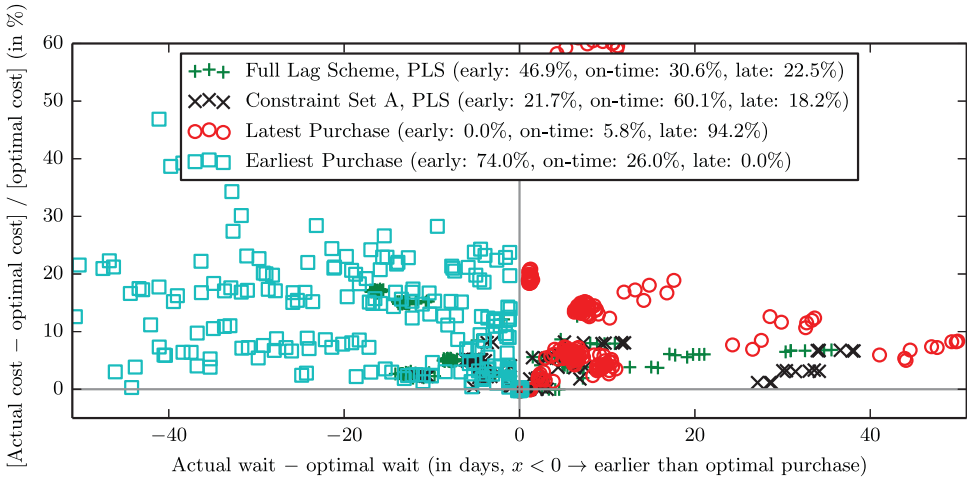 [Actual cost − optimal cost] / [optimal cost] (in %)
60
50
40
30
20
10
0
Full Lag Scheme, PLS (early: 46.9%, on-time: 30.6%, late: 22.5%)
Constraint Set A, PLS (early: 21.7%, on-time: 60.1%, late: 18.2%)
Latest Purchase (early: 0.0%, on-time: 5.8%, late: 94.2%)
Earliest Purchase (early: 74.0%, on-time: 26.0%, late: 0.0%)
−40 −20 0 20 40
Actual wait − optimal wait (in days, x < 0 → earlier than optimal purchase)